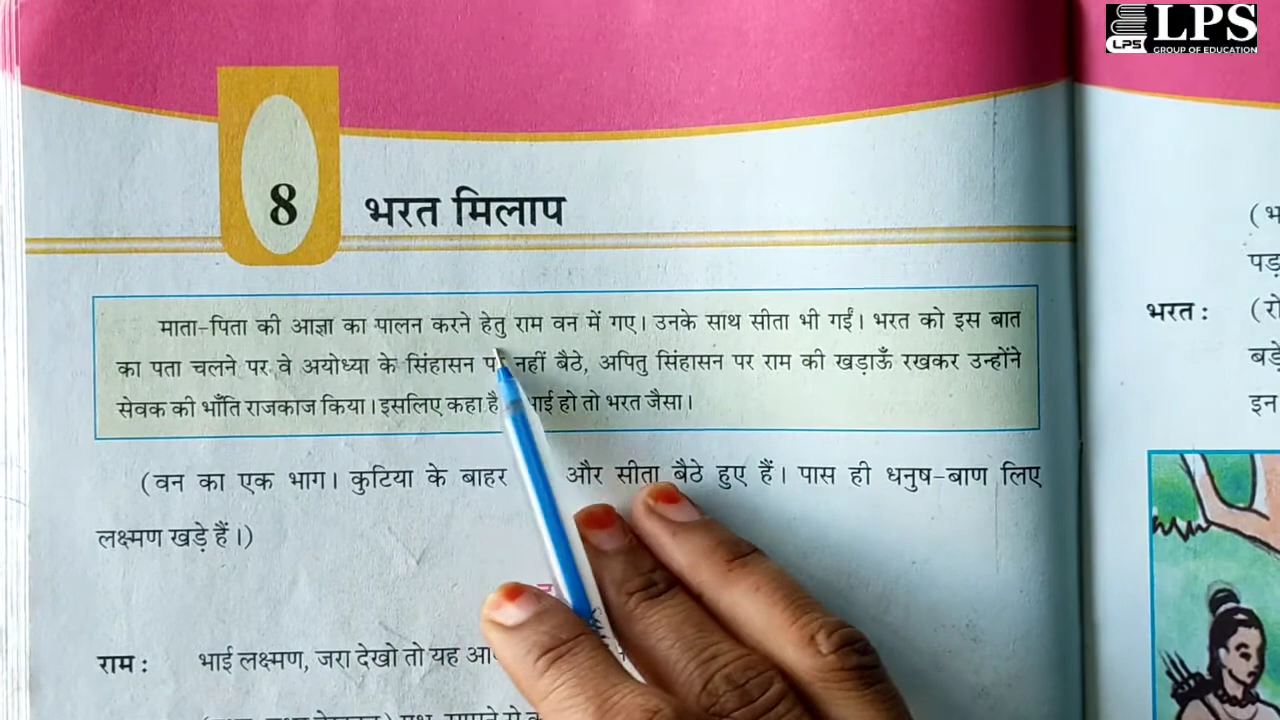 LPS
LPS
GROUP OF EDUCATION
8
भरत मिलाप
माता-पिता की आज्ञा का पालन करने हेतु राम वन में गए। उनके साथ सीता भी गईं। भरत को इस बात
का पता चलने पर वे अयोध्या के सिंहासन पर नहीं बैठे, अपितु सिंहासन पर राम की खड़ाऊँ रखकर उन्होंने
सेवक की भाँति राजकाज किया। इसलिए कहा है हो तो भरत जैसा।
(वन का एक भाग। कुटिया के बाहर और सीता बैठे हुए हैं। पास ही धनुष-बाण लिए
लक्ष्मण खड़े हैं।)
राम : भाई लक्ष्मण, जरा देखो तो यह
भरत :